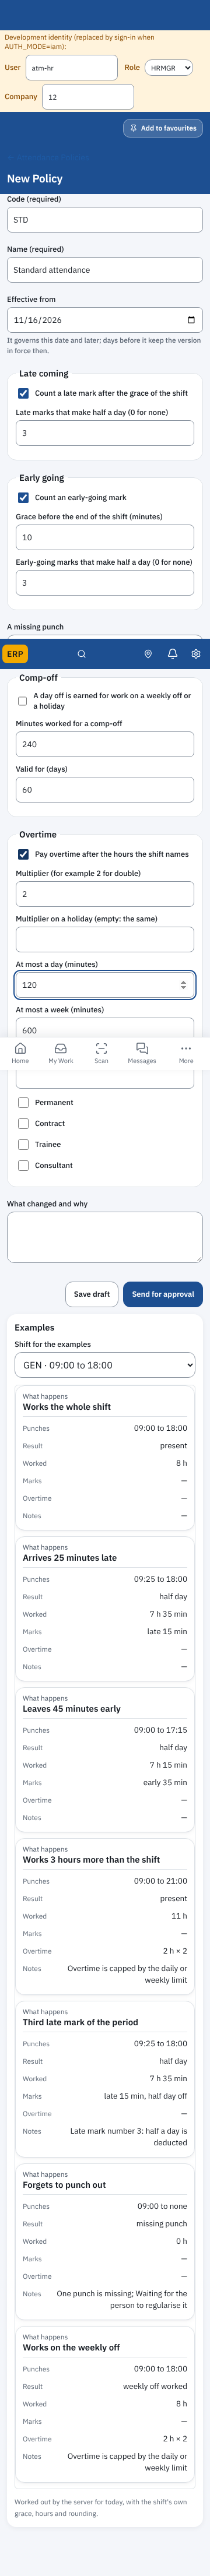 Development identity (replaced by sign-in when
AUTH_MODE=iam):
User
atm-hr
Role
HRMGR
Company
12
Add to favourites
New Policy
Code (required)
STD
Name (required)
Standard attendance
Effective from
11/16/2026
It governs this date and later; days before it keep the version
in force then.
Late coming
Count a late mark after the grace of the shift
Late marks that make half a day (0 for none)
3
Early going
Count an early-going mark
Grace before the end of the shift (minutes)
10
Early-going marks that make half a day (0 for none)
3
A missing punch
ERP
Comp-off
A day off is earned for work on a weekly off or
a holiday
Minutes worked for a comp-off
240
Valid for (days)
60
Overtime
Pay overtime after the hours the shift names
Multiplier (for example 2 for double)
2
Multiplier on a holiday (empty: the same)
At most a day (minutes)
120
At most a week (minutes)
600
Home
My Work
Scan
Messages
More
Permanent
Contract
Trainee
Consultant
What changed and why
Save draft
Send for approval
Examples
Shift for the examples
GEN · 09:00 to 18:00
What happens
Works the whole shift
Punches 09:00 to 18:00
Result present
Worked 8 h
Marks —
Overtime —
Notes —
What happens
Arrives 25 minutes late
Punches 09:25 to 18:00
Result half day
Worked 7 h 35 min
Marks late 15 min
Overtime —
Notes —
What happens
Leaves 45 minutes early
Punches 09:00 to 17:15
Result half day
Worked 7 h 15 min
Marks early 35 min
Overtime —
Notes —
What happens
Works 3 hours more than the shift
Punches 09:00 to 21:00
Result present
Worked 11 h
Marks —
Overtime 2 h × 2
Notes Overtime is capped by the daily or
weekly limit
What happens
Third late mark of the period
Punches 09:25 to 18:00
Result half day
Worked 7 h 35 min
Marks late 15 min, half day off
Overtime —
Notes Late mark number 3: half a day is
deducted
What happens
Forgets to punch out
Punches 09:00 to none
Result missing punch
Worked 0 h
Marks —
Overtime —
Notes One punch is missing; Waiting for the
person to regularise it
What happens
Works on the weekly off
Punches 09:00 to 18:00
Result weekly off worked
Worked 8 h
Marks —
Overtime 2 h × 2
Notes Overtime is capped by the daily or
weekly limit
Worked out by the server for today, with the shift's own
grace, hours and rounding.